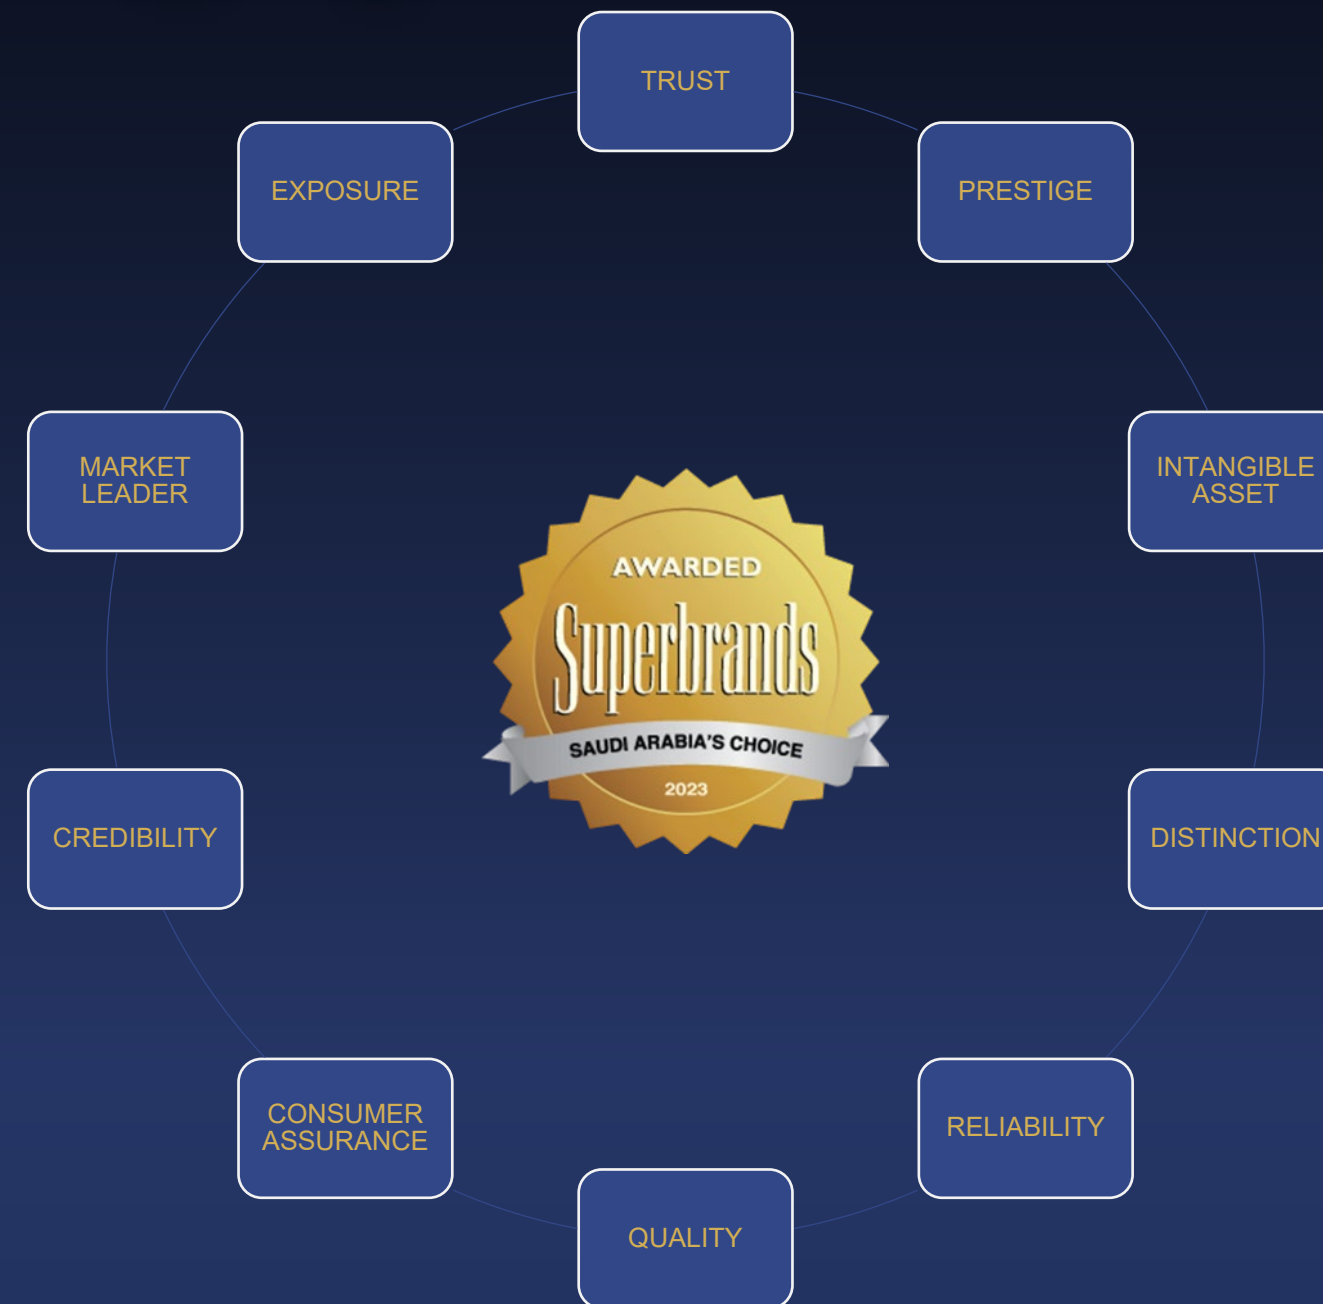 TRUST
EXPOSURE
PRESTIGE
MARKET
LEADER
INTANGIBLE
ASSET
AWARDED
Superbrands
SAUDI ARABIA'S CHOICE
2023
CREDIBILITY
DISTINCTION
CONSUMER
ASSURANCE
RELIABILITY
QUALITY